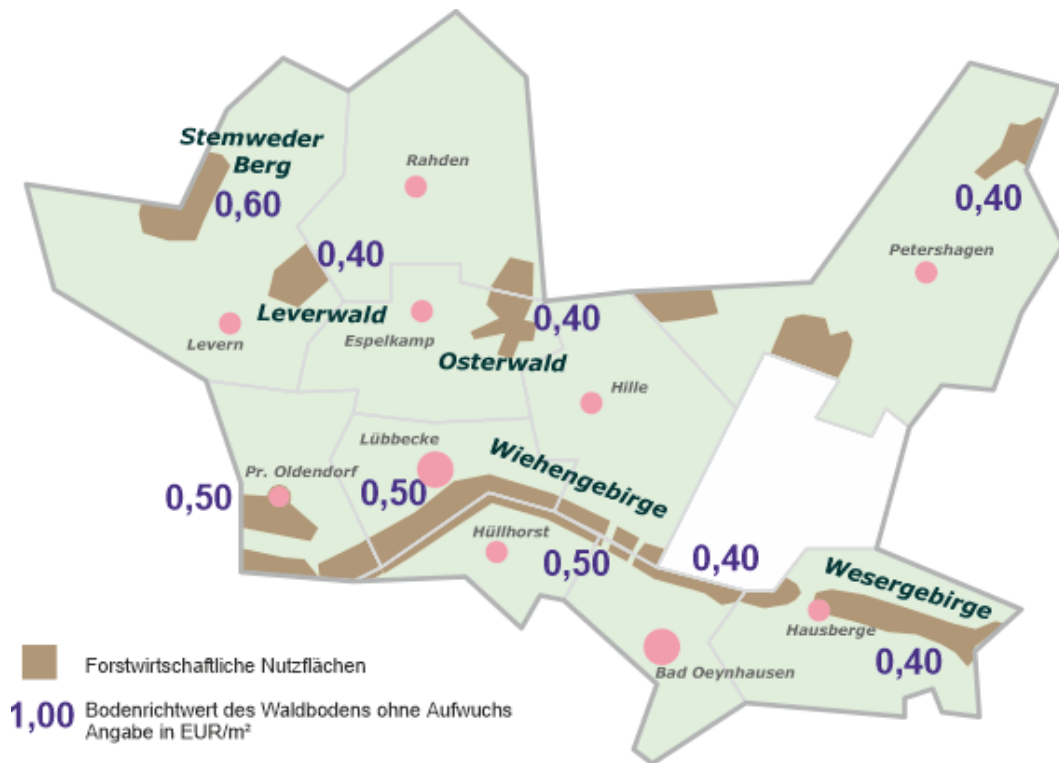 Stemweder
Berg
Rahden
0,60
0,40
0,40
Petershagen
Leverwald
Levern
Espelkamp
0,40
Osterwald
Hille
Lübbecke
Wiehengebirge
Pr. Oldendorf
0,50
0,50
Hüllhorst
0,50
0,40
Wesergebirge
Hausberge
0,40
Bad Oeynhausen
Forstwirtschaftliche Nutzflächen
1,00 Bodenrichtwert des Waldbodens ohne Aufwuchs
Angabe in EUR/m²